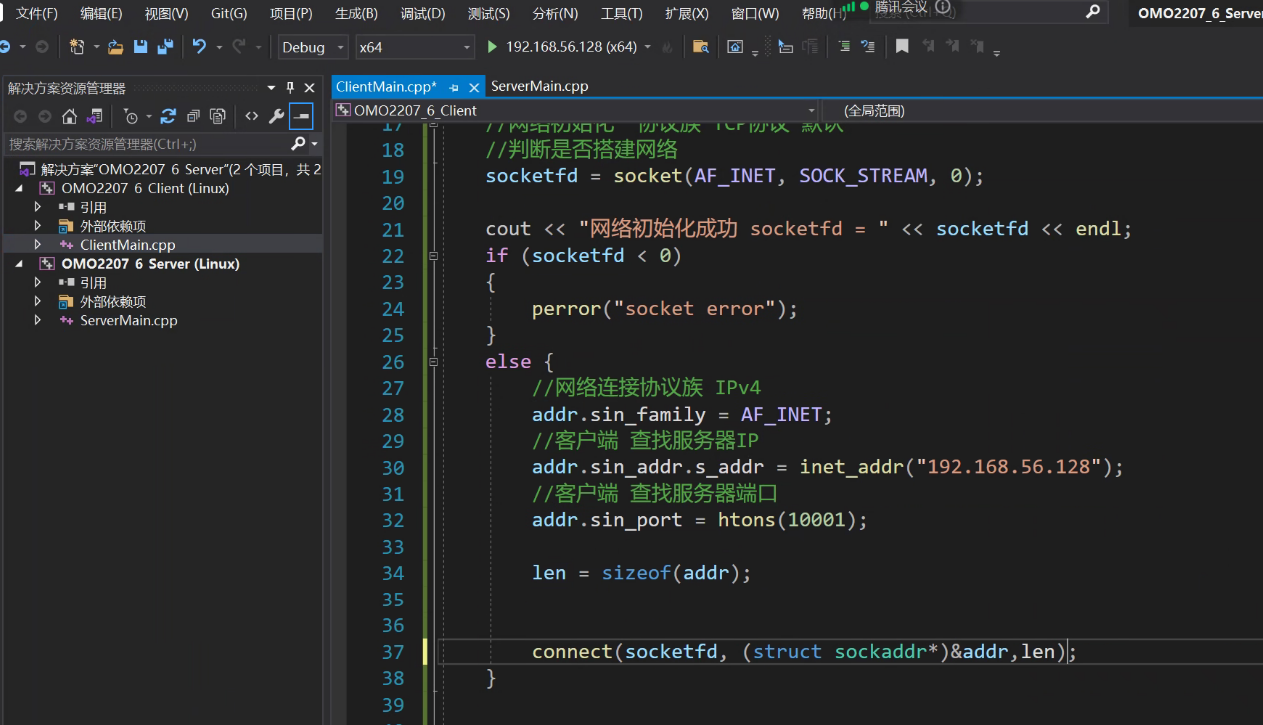 文件(F) 编辑(E) 视图(V) Git(G) 项目(P) 生成(B) 调试(D) 测试(S) 分析(N) 工具(T) 扩展(X) 窗口(W) 帮助(H) 腾讯会议 OMO2207_6_Server
Debug x64 192.168.56.128 (x64)
解决方案资源管理器
ClientMain.cpp* ServerMain.cpp
OMO2207_6_Client (全局范围)
搜索解决方案资源管理器(Ctrl+;)
解决方案"OMO2207_6_Server"(2 个项目，共 2
OMO2207_6_Client (Linux)
引用
外部依赖项
ClientMain.cpp
OMO2207_6_Server (Linux)
引用
外部依赖项
ServerMain.cpp
17 //网络初始化 协议族 TCP协议 默认
18 //判断是否搭建网络
19 socketfd = socket(AF_INET, SOCK_STREAM, 0);
20
21 cout << "网络初始化成功 socketfd = " << socketfd << endl;
22 if (socketfd < 0)
23 {
24 perror("socket error");
25 }
26 else {
27 //网络连接协议族 IPv4
28 addr.sin_family = AF_INET;
29 //客户端 查找服务器IP
30 addr.sin_addr.s_addr = inet_addr("192.168.56.128");
31 //客户端 查找服务器端口
32 addr.sin_port = htons(10001);
33
34 len = sizeof(addr);
35
36
37 connect(socketfd, (struct sockaddr*)&addr,len);
38 }
39